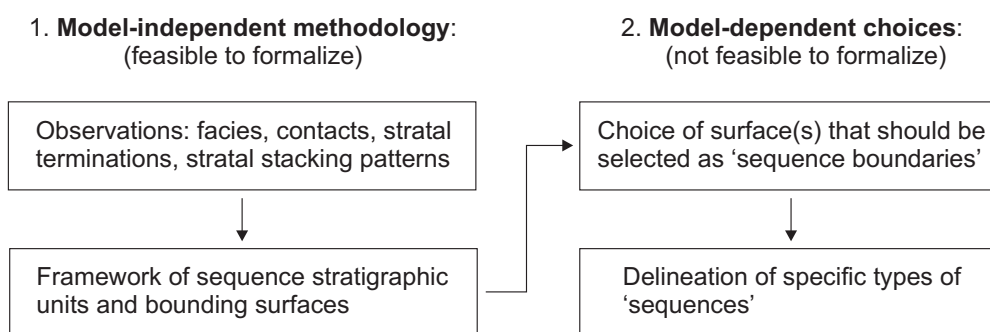 1. Model-independent methodology:
(feasible to formalize)
Observations: facies, contacts, stratal
terminations, stratal stacking patterns
Framework of sequence stratigraphic
units and bounding surfaces
2. Model-dependent choices:
(not feasible to formalize)
Choice of surface(s) that should be
selected as ‘sequence boundaries’
Delineation of specific types of
‘sequences’